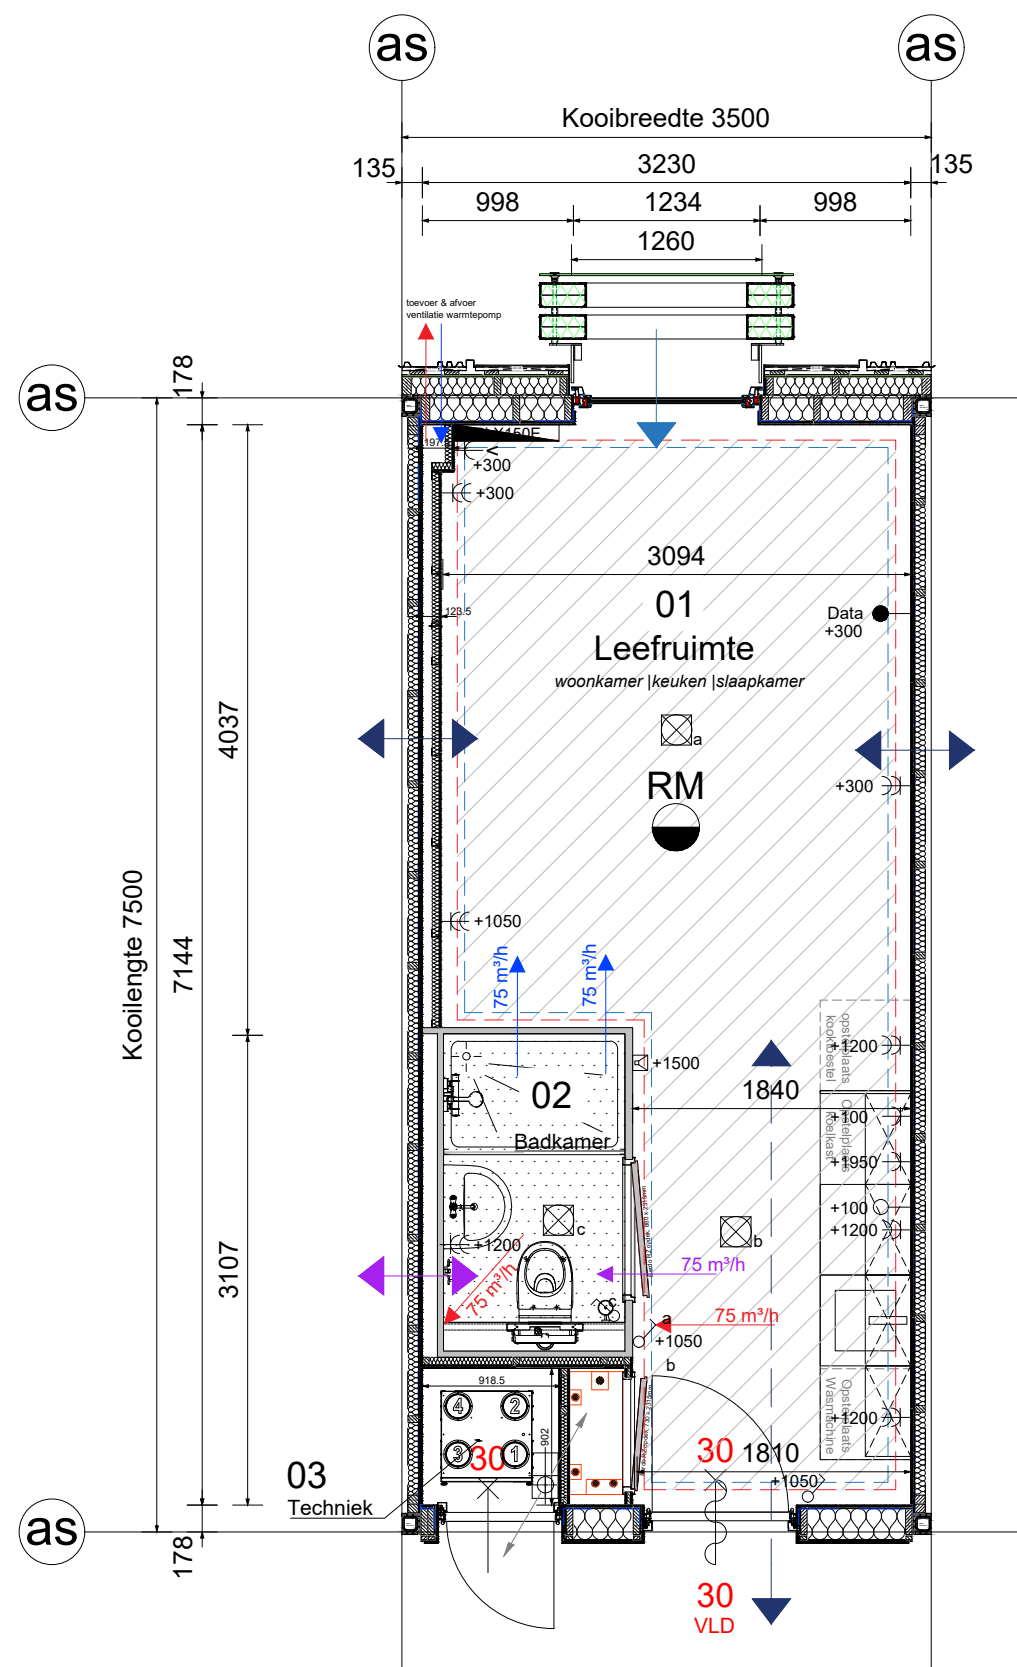 as
as
Kooibreedte 3500
135
3230
135
998
1234
998
1260
toevoer & afvoer
ventilatie warmtepomp
178
as
197
+300
+300
3094
123.5
01
Leefruimte
woonkamer |keuken |slaapkamer
Data
+300
a
RM
+300
4037
7144
Kooilengte 7500
+1050
75 m³/h
75 m³/h
opstelplaats
kooktoestel
+1200
+1500
1840
02
Badkamer
Opstelplaats
koelkast
+100
+1950
+100
+1200
c
b
+1200
75 m³/h
75 m³/h
75 m³/h
c
a
+1050
b
3107
918.5
902
4
2
3
1
30
30
1810
Opstelplaats
Wasmachine
+1200
+1050
03
Techniek
as
178
30
VLD